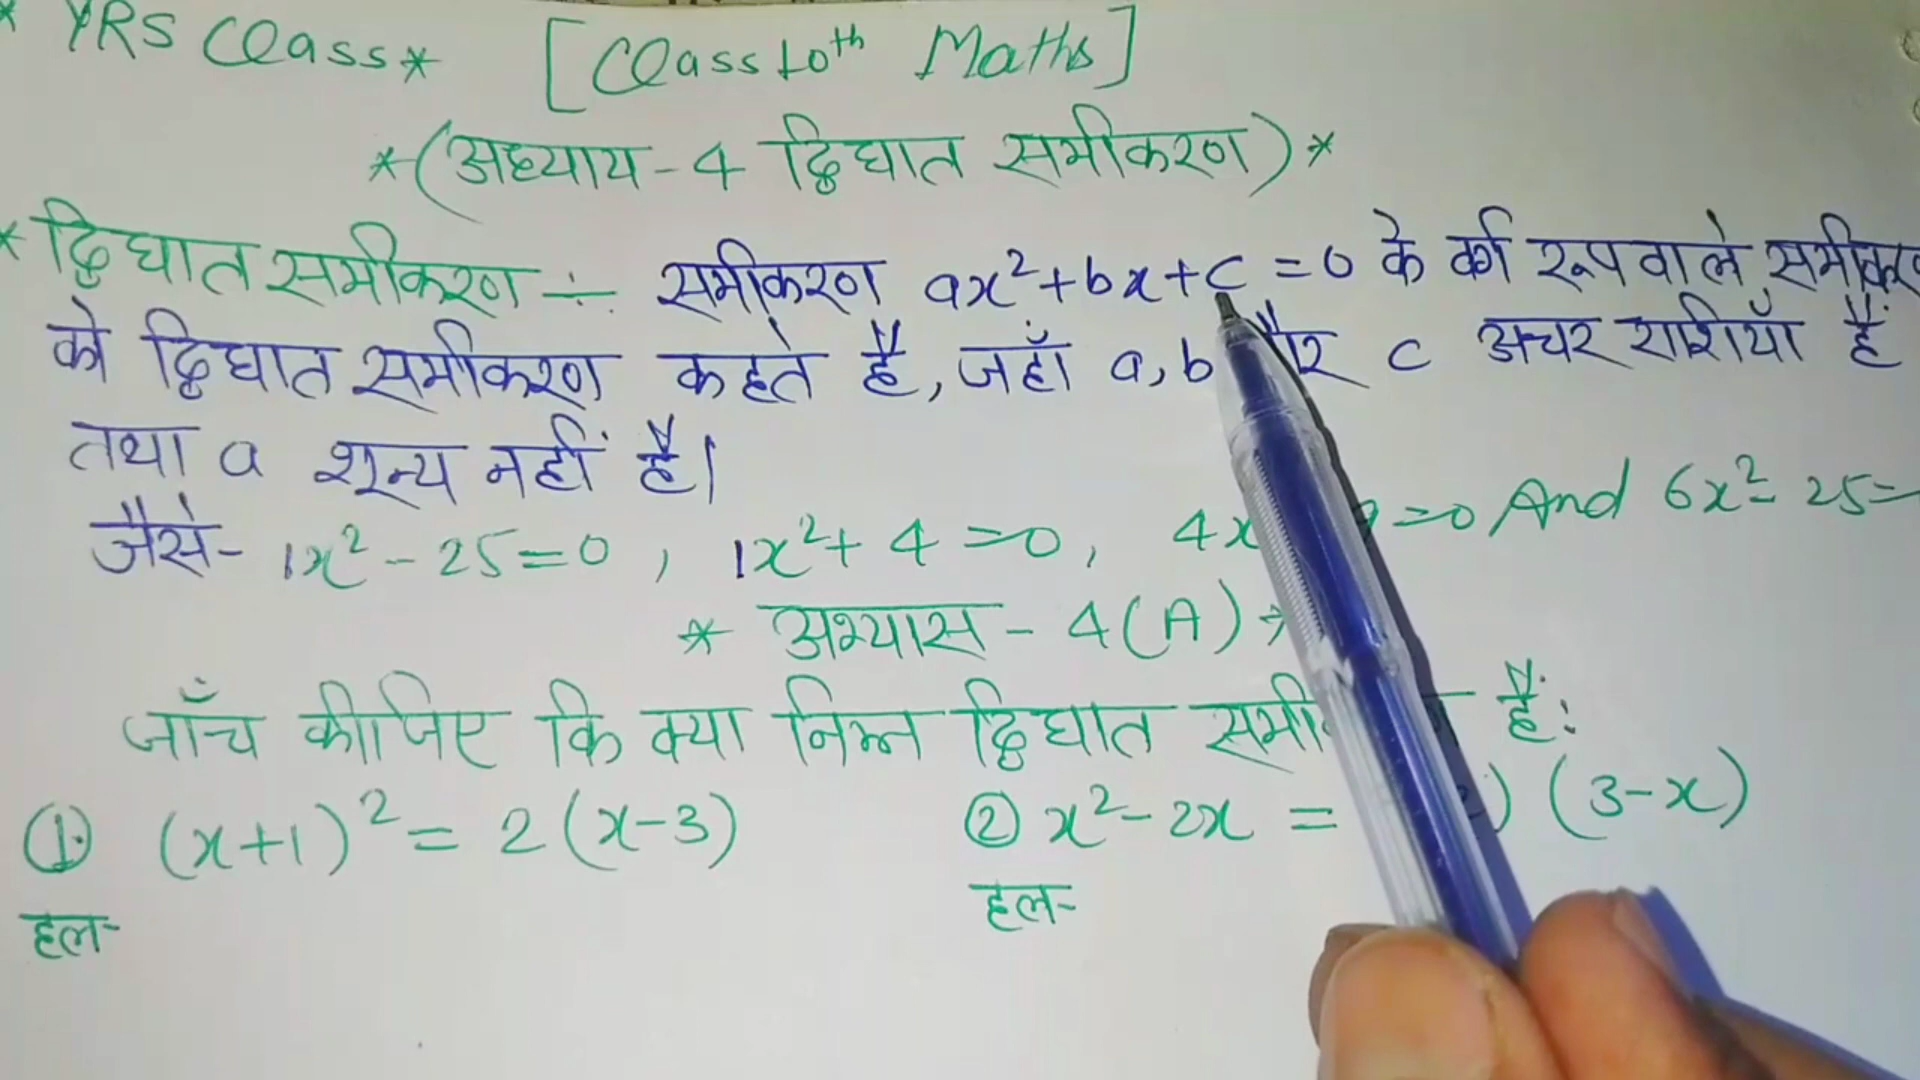 * YRS Class * [Class 10th Maths]
*(अध्याय - 4 द्विघात समीकरण)*
* द्विघात समीकरण ÷ समीकरण ax²+bx+c=0 के रूप वाले समीकरण
को द्विघात समीकरण कहते है, जहाँ a, b c अचर राशियाँ हैं
तथा a शून्य नहीं है।
जैसे- 1x² - 25=0, 1x²+4=0, 4x =0 And 6x²- 25=
* अभ्यास - 4(A)
जाँच कीजिए कि क्या निम्न द्विघात हैं:
① (x+1)² = 2(x-3) ② x²-2x = ) (3-x)
हल- हल-